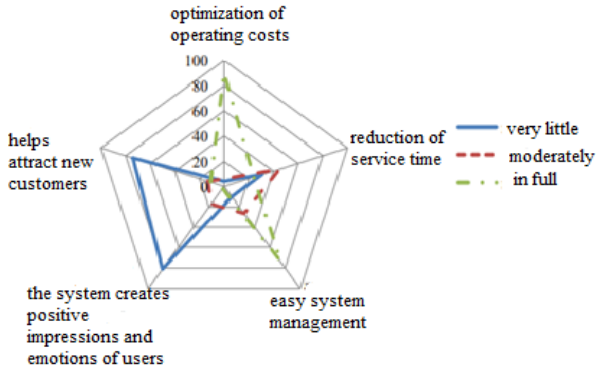 optimization of
operating costs
100
80
60
40
20
0
helps
attract new
customers
reduction of
service time
very little
moderately
in full
the system creates
positive
impressions and
emotions of users
easy system
management